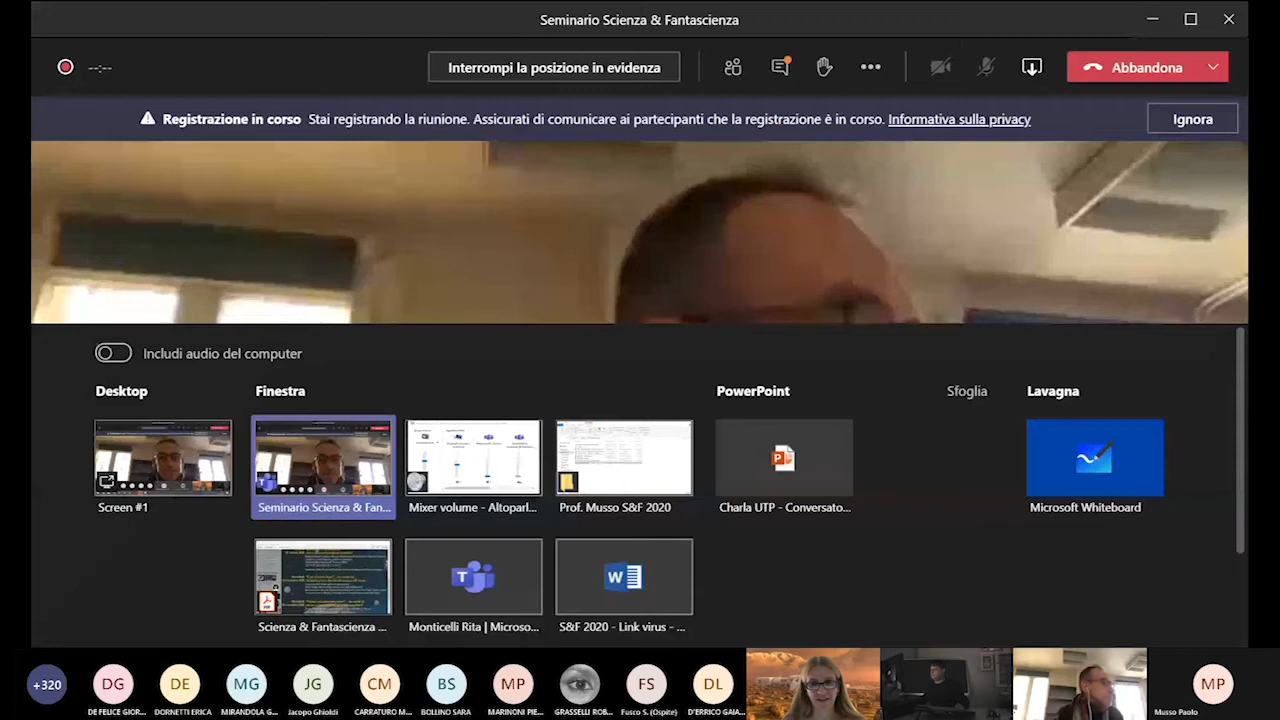 Seminario Scienza & Fantascienza
--:--
Interrompi la posizione in evidenza
Abbandona
Registrazione in corso Stai registrando la riunione. Assicurati di comunicare ai partecipanti che la registrazione è in corso. Informativa sulla privacy
Ignora
Includi audio del computer
Desktop
Finestra
PowerPoint
Sfoglia
Lavagna
Screen #1
Seminario Scienza & Fan...
Mixer volume - Altoparl...
Prof. Musso S&F 2020
Charla UTP - Conversato...
Microsoft Whiteboard
Scienza & Fantascienza ...
Monticelli Rita | Microso...
S&F 2020 - Link virus - ...
+320
DG
DE
MG
JG
CM
BS
MP
FS
DL
MP
DE FELICE GIOR...
DORNETTI ERICA
MIRANDOLA G...
Jacopo Ghioldi
CARRATURO M...
BOLLINO SARA
MARINONI PIE...
GRASSELLI ROB...
Fusco S. (Ospite)
D'ERRICO GAIA...
Musso Paolo